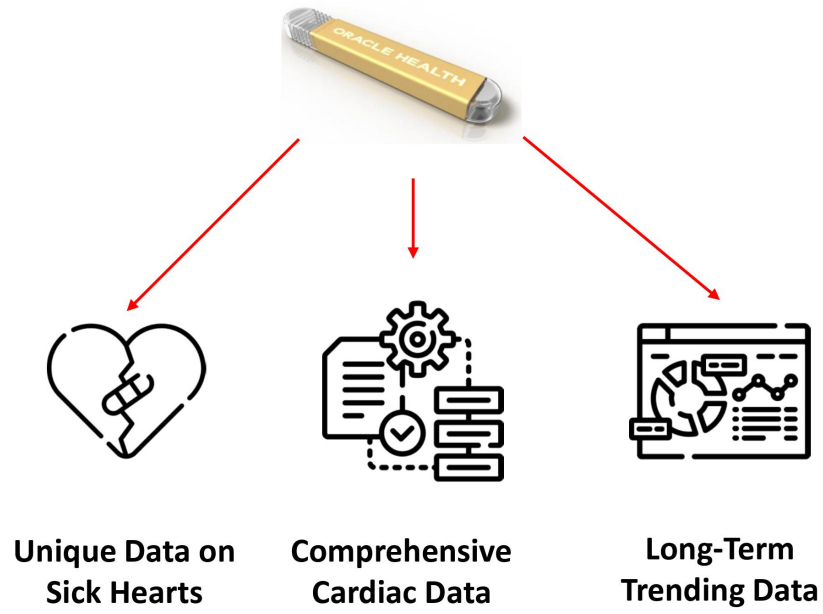 ORACLE HEALTH
Unique Data on
Sick Hearts
Comprehensive
Cardiac Data
Long-Term
Trending Data